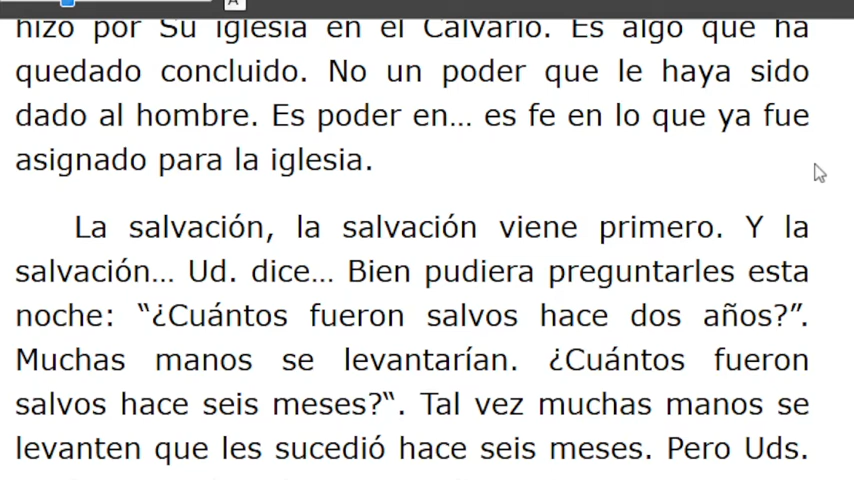 A
hizo por Su iglesia en el Calvario. Es algo que ha
quedado concluido. No un poder que le haya sido
dado al hombre. Es poder en… es fe en lo que ya fue
asignado para la iglesia.
La salvación, la salvación viene primero. Y la
salvación… Ud. dice… Bien pudiera preguntarles esta
noche: “¿Cuántos fueron salvos hace dos años?”.
Muchas manos se levantarían. ¿Cuántos fueron
salvos hace seis meses?“. Tal vez muchas manos se
levanten que les sucedió hace seis meses. Pero Uds.